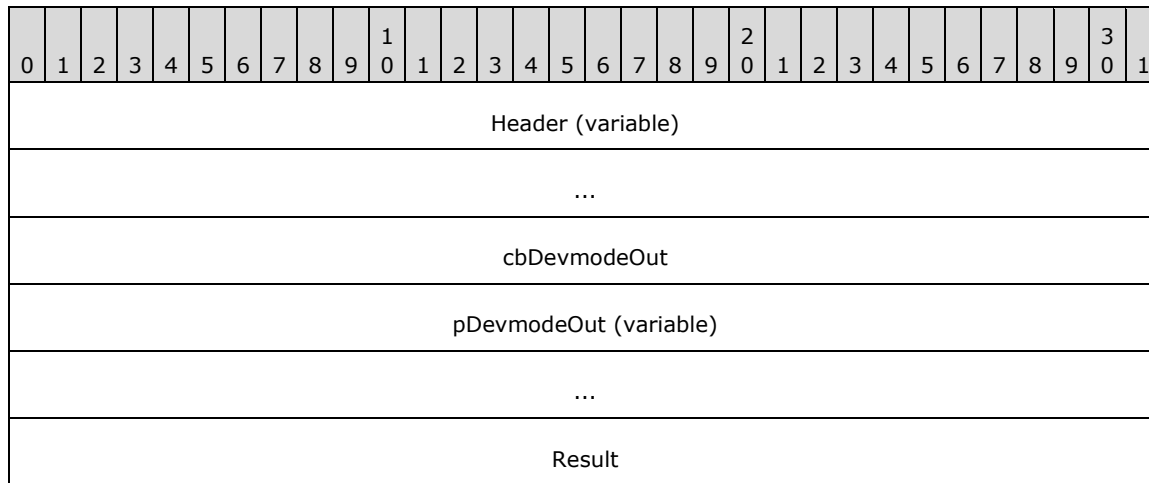 1 2 3
0 1 2 3 4 5 6 7 8 9 0 1 2 3 4 5 6 7 8 9 0 1 2 3 4 5 6 7 8 9 0 1
Header (variable)
...
cbDevmodeOut
pDevmodeOut (variable)
...
Result